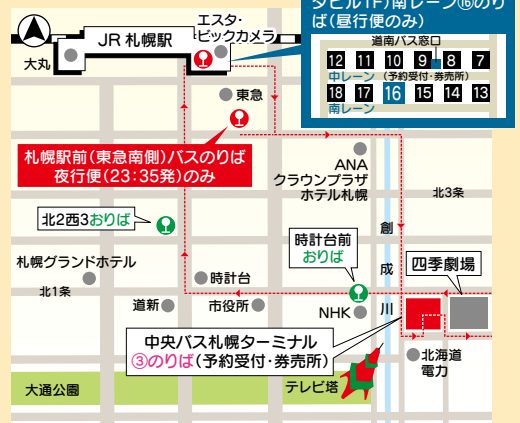 タビル1F)南レーン⑯のり
ば(昼行便のみ)
道南バス窓口
12 11 10 9 8 7
中レーン (予約受付・券売所)
18 17 16 15 14 13
南レーン
エスタ・
ビックカメラ
JR 札幌駅
大丸
東急
札幌駅前(東急南側)バスのりば
夜行便(23:35発)のみ
ANA
クラウンプラザ
ホテル札幌
北3条
北2西3おりば
創成川
時計台前
おりば
四季劇場
札幌グランドホテル
北1条
時計台
道新
市役所
NHK
中央バス札幌ターミナル
③のりば(予約受付・券売所)
北海道
電力
大通公園
テレビ塔